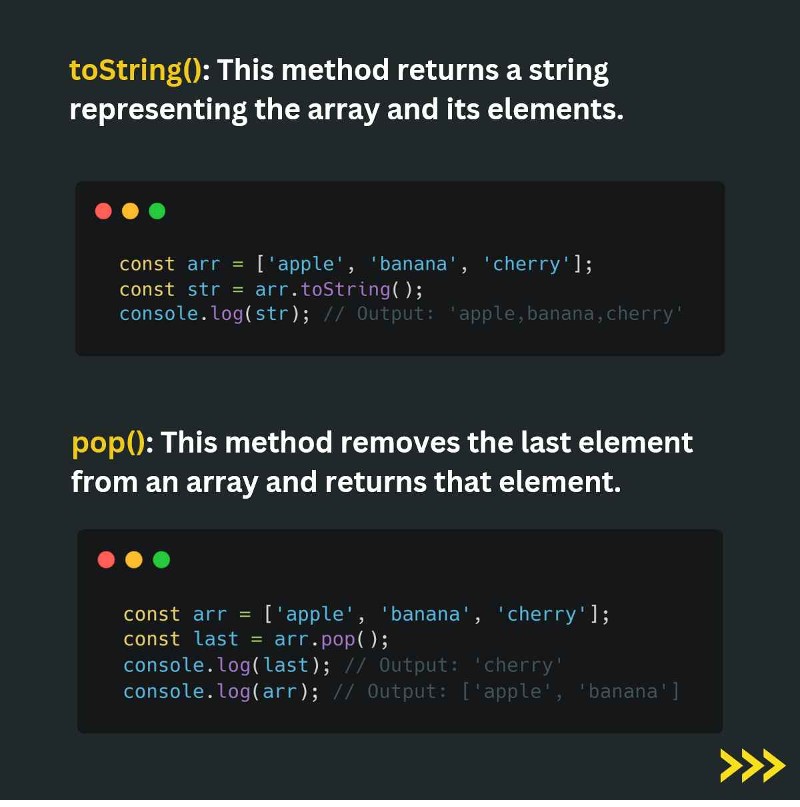 toString(): This method returns a string
representing the array and its elements.
const arr = ['apple', 'banana', 'cherry'];
const str = arr.toString();
console.log(str); // Output: 'apple,banana,cherry'
pop(): This method removes the last element
from an array and returns that element.
const arr = ['apple', 'banana', 'cherry'];
const last = arr.pop();
console.log(last); // Output: 'cherry'
console.log(arr); // Output: ['apple', 'banana']